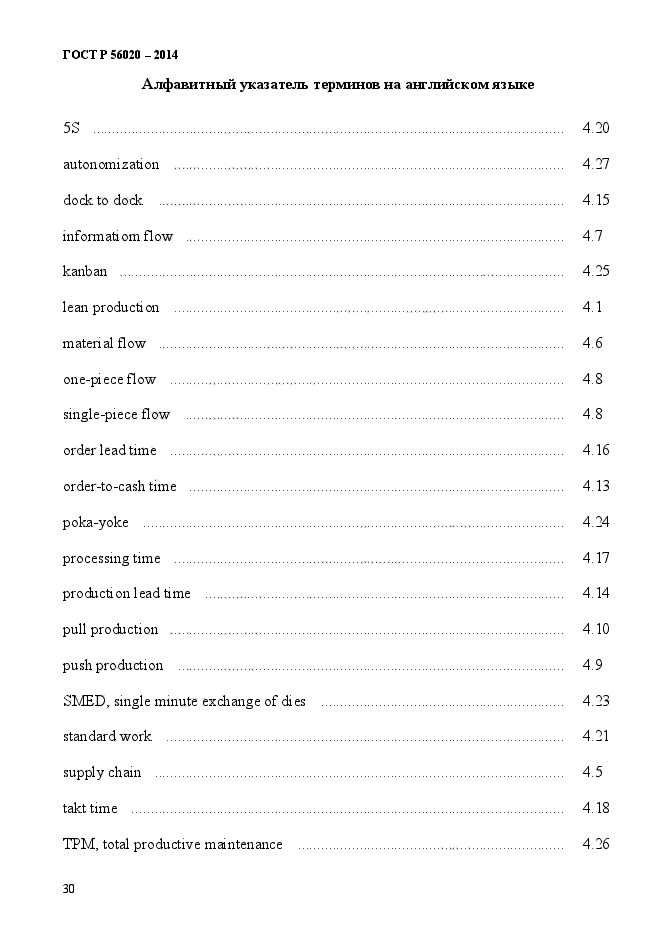 ГОСТ Р 56020 – 2014
Алфавитный указатель терминов на английском языке
5S 4.20
autonomization 4.27
dock to dock 4.15
informatiom flow 4.7
kanban 4.25
lean production 4.1
material flow 4.6
one-piece flow 4.8
single-piece flow 4.8
order lead time 4.16
order-to-cash time 4.13
poka-yoke 4.24
processing time 4.17
production lead time 4.14
pull production 4.10
push production 4.9
SMED, single minute exchange of dies 4.23
standard work 4.21
supply chain 4.5
takt time 4.18
TPM, total productive maintenance 4.26
30